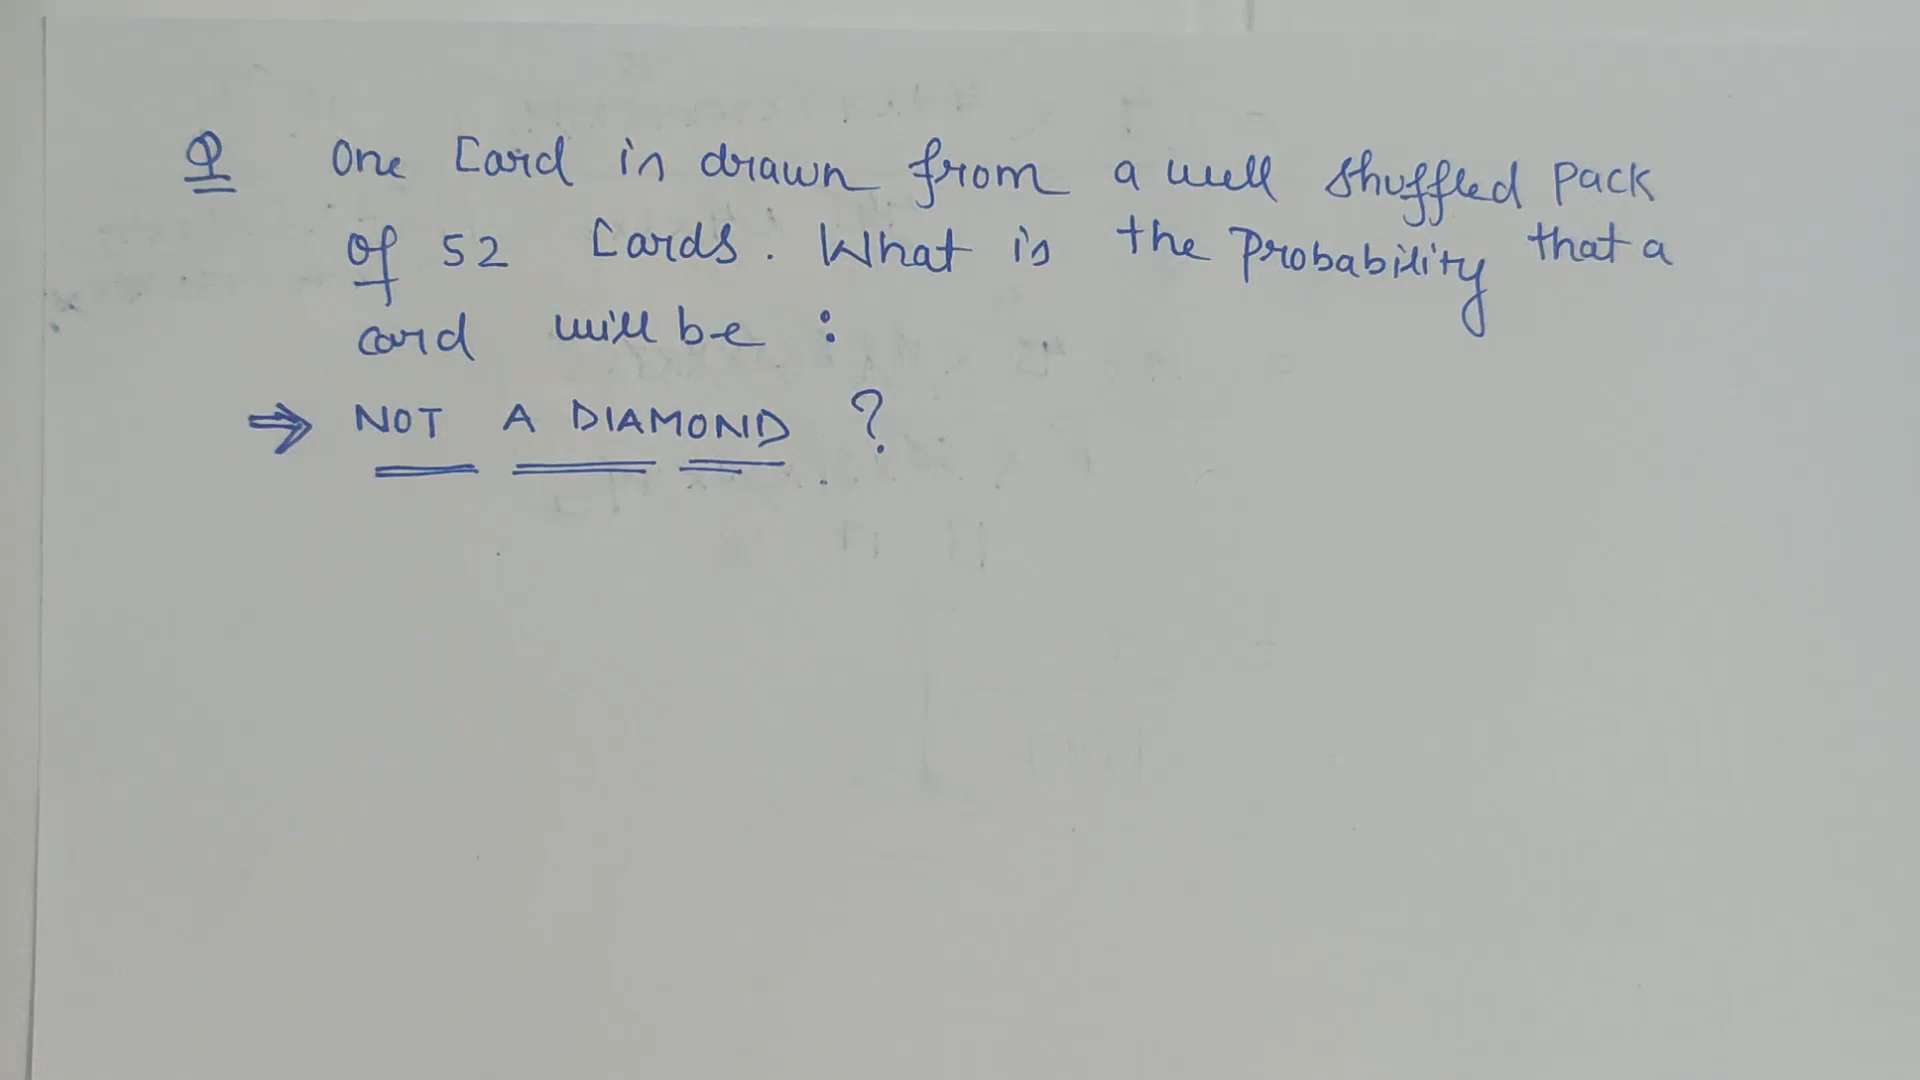 Q One Card is drawn from a well shuffled pack
of 52 Cards. What is the Probability that a
card will be :
⇒ NOT A DIAMOND ?